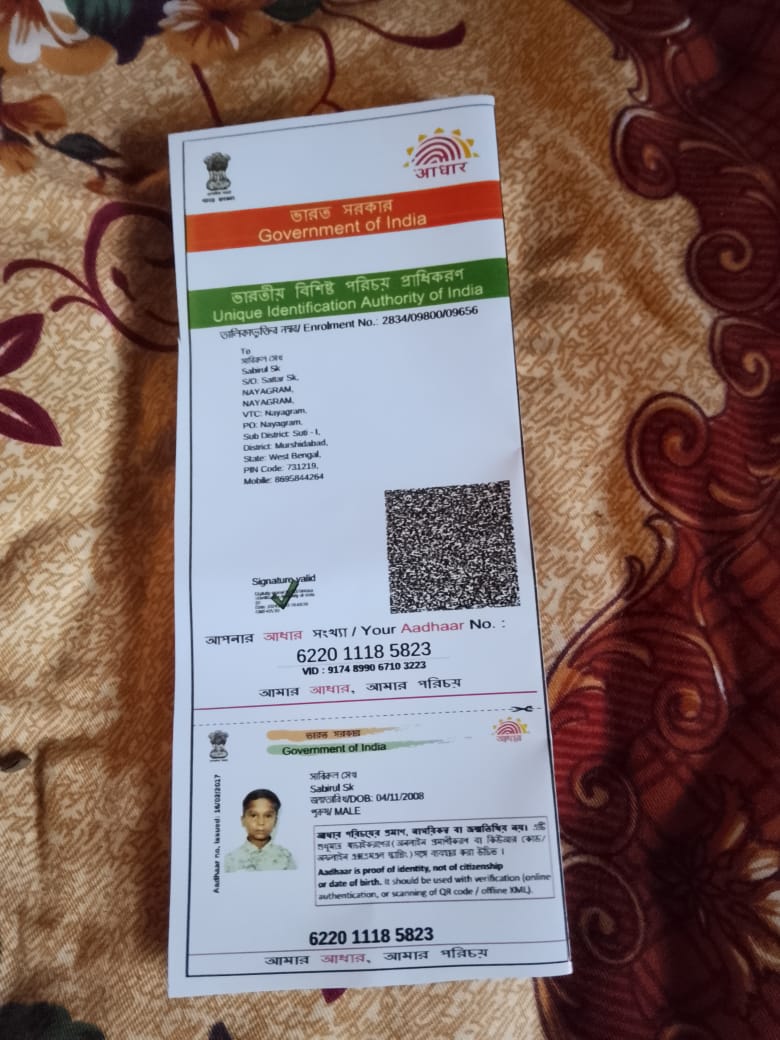 आधार
ভারত সরকার
Government of India
ভারতীয় বিশিষ্ট পরিচয় প্রাধিকরণ
Unique Identification Authority of India
তালিকাভুক্তির নম্বর/ Enrolment No.: 2834/09800/09656
To
সাবিরুল সেখ
Sabirul Sk
S/O: Sattar Sk,
NAYAGRAM,
NAYAGRAM,
VTC: Nayagram,
PO: Nayagram,
Sub District: Suti - I,
District: Murshidabad,
State: West Bengal,
PIN Code: 731219,
Mobile: 8695844264
Signature valid
আপনার আধার সংখ্যা / Your Aadhaar No. :
6220 1118 5823
VID : 9174 8990 6710 3223
আমার আধার, আমার পরিচয়
ভারত সরকার
Government of India
আধার
Aadhaar no. issued: 16/03/2017
সাবিরুল সেখ
Sabirul Sk
জন্মতারিখ/DOB: 04/11/2008
পুরুষ/ MALE
আধার পরিচয়ের প্রমাণ, নাগরিকত্ব বা জন্মতিথির নয়। এটি
শুধুমাত্র যাচাইকরণের (অনলাইন প্রমাণীকরণ বা কিউআর কোড/
অফলাইন এক্সএমএল স্ক্যানিং) সঙ্গে ব্যবহার করা উচিত ।
Aadhaar is proof of identity, not of citizenship
or date of birth. It should be used with verification (online
authentication, or scanning of QR code / offline XML).
6220 1118 5823
আমার আধার, আমার পরিচয়